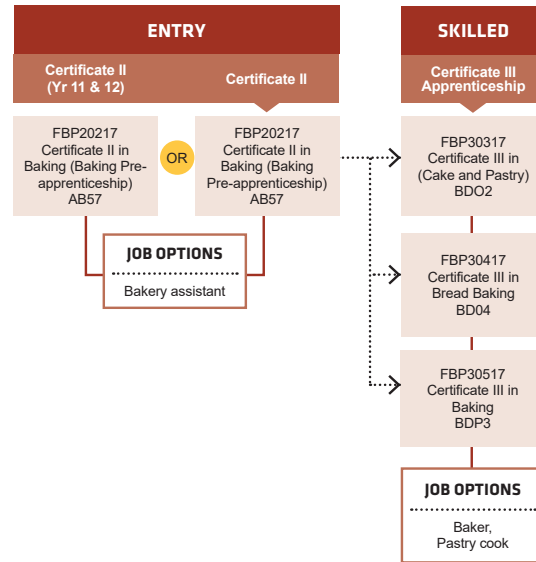 ENTRY
SKILLED
Certificate II
(Yr 11 & 12)
Certificate II
Certificate III
Apprenticeship
FBP20217
Certificate II in
Baking (Baking Pre-
apprenticeship)
AB57
OR
FBP20217
Certificate II in
Baking (Baking
Pre-apprenticeship)
AB57
FBP30317
Certificate III in
(Cake and Pastry)
BDO2
JOB OPTIONS
Bakery assistant
FBP30417
Certificate III in
Bread Baking
BD04
FBP30517
Certificate III in
Baking
BDP3
JOB OPTIONS
Baker,
Pastry cook